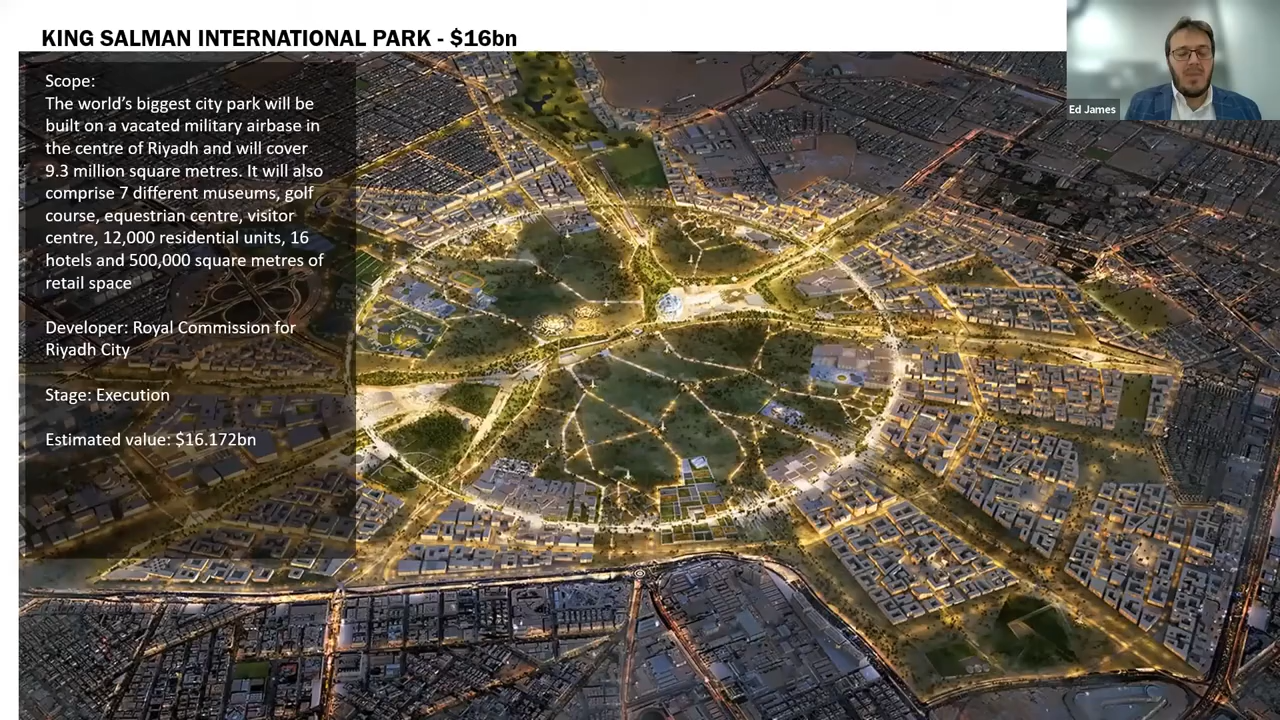 KING SALMAN INTERNATIONAL PARK - $16bn
Ed James
Scope:
The world's biggest city park will be
built on a vacated military airbase in
the centre of Riyadh and will cover
9.3 million square metres. It will also
comprise 7 different museums, golf
course, equestrian centre, visitor
centre, 12,000 residential units, 16
hotels and 500,000 square metres of
retail space
Developer: Royal Commission for
Riyadh City
Stage: Execution
Estimated value: $16.172bn